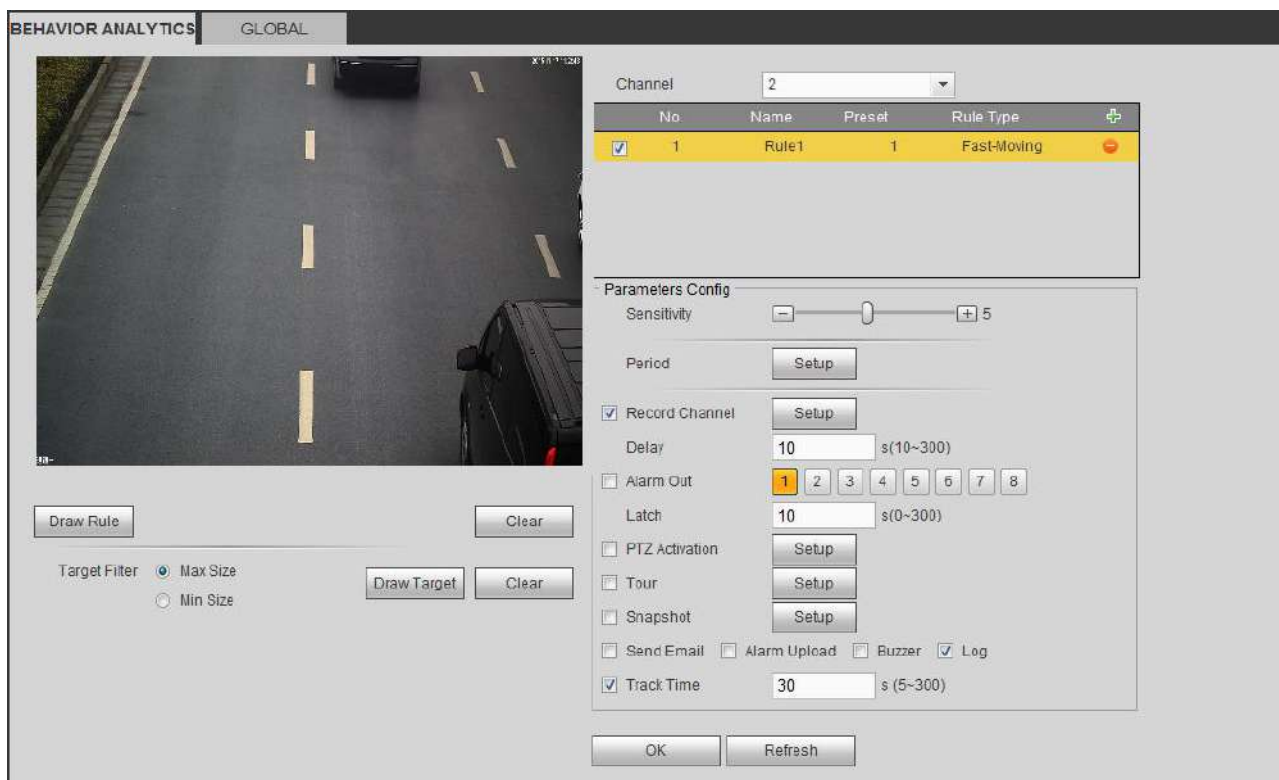 BEHAVIOR ANALYTICS GLOBAL
Channel 2
No. Name Preset Rule Type
1 Rule1 1 Fast-Moving
Parameters Config
Sensitivity 5
Period Setup
Record Channel Setup
Delay 10 s(10~300)
Alarm Out 1 2 3 4 5 6 7 8
Latch 10 s(0~300)
PTZ Activation Setup
Tour Setup
Snapshot Setup
Send Email Alarm Upload Buzzer Log
Track Time 30 s (5~300)
OK Refresh
Draw Rule Clear
Target Filter Max Size Draw Target Clear
Min Size